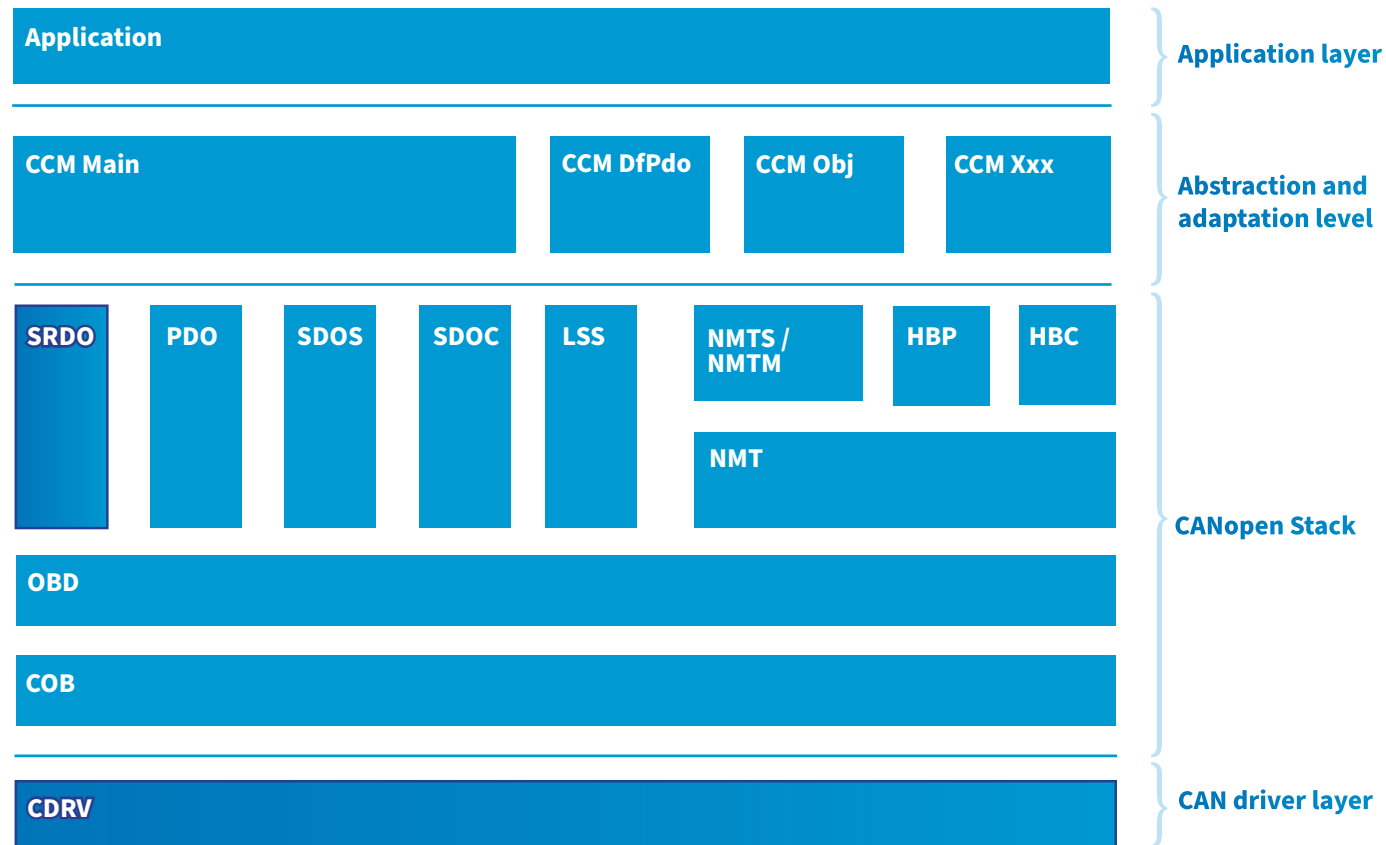 Application
Application layer
CCM Main
CCM DfPdo
CCM Obj
CCM Xxx
Abstraction and
adaptation level
SRDO
PDO
SDOS
SDOC
LSS
NMTS /
NMTM
HBP
HBC
NMT
CANopen Stack
OBD
COB
CDRV
CAN driver layer